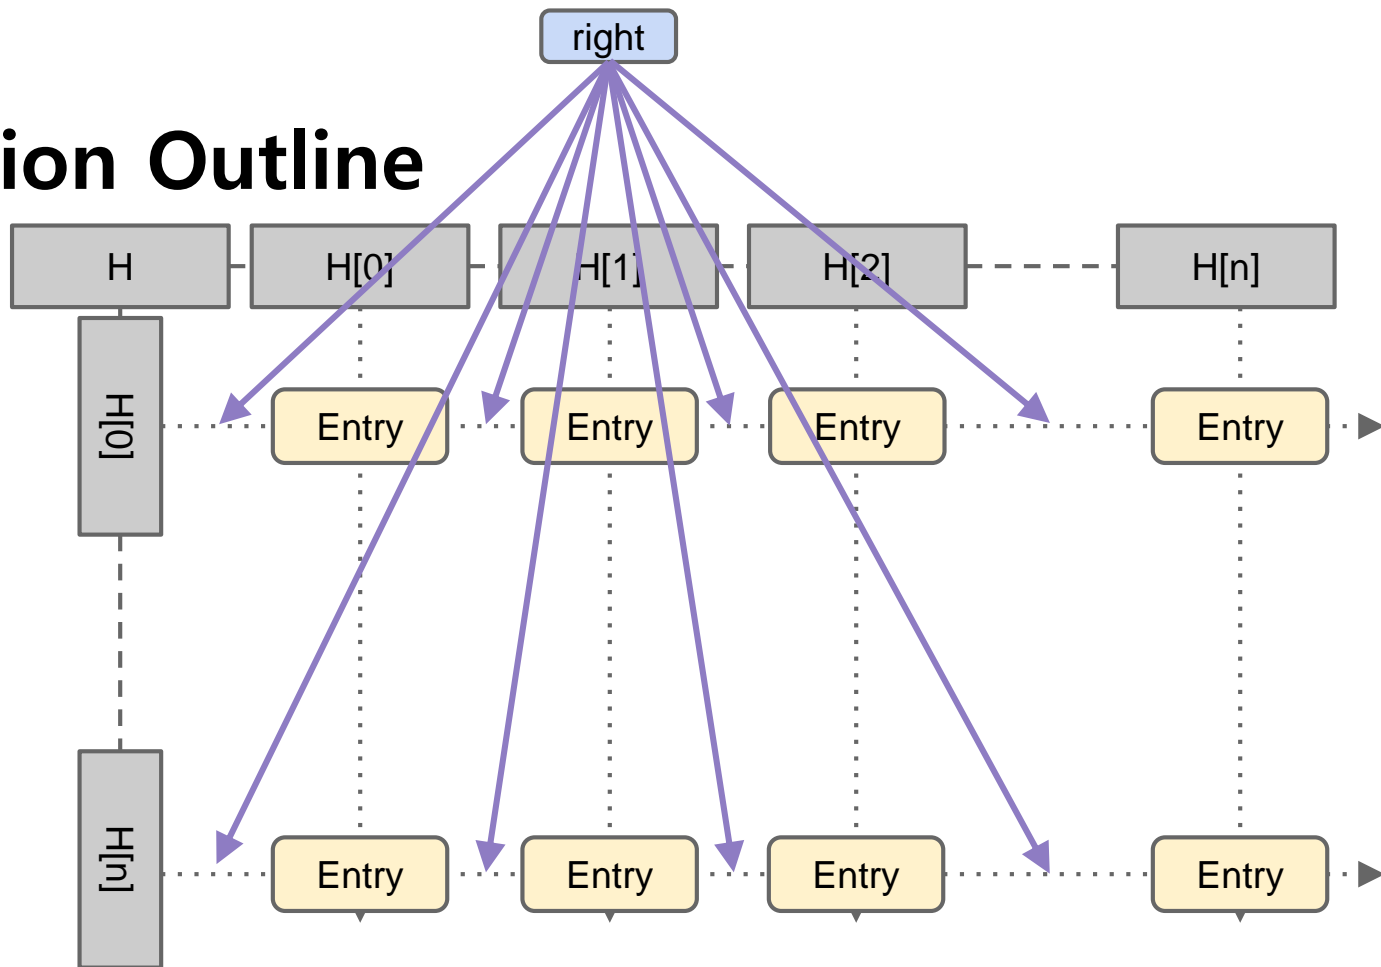 right
ion Outline
H
H[0]
H[1]
H[2]
H[n]
H[0]
Entry
Entry
Entry
Entry
H[n]
Entry
Entry
Entry
Entry